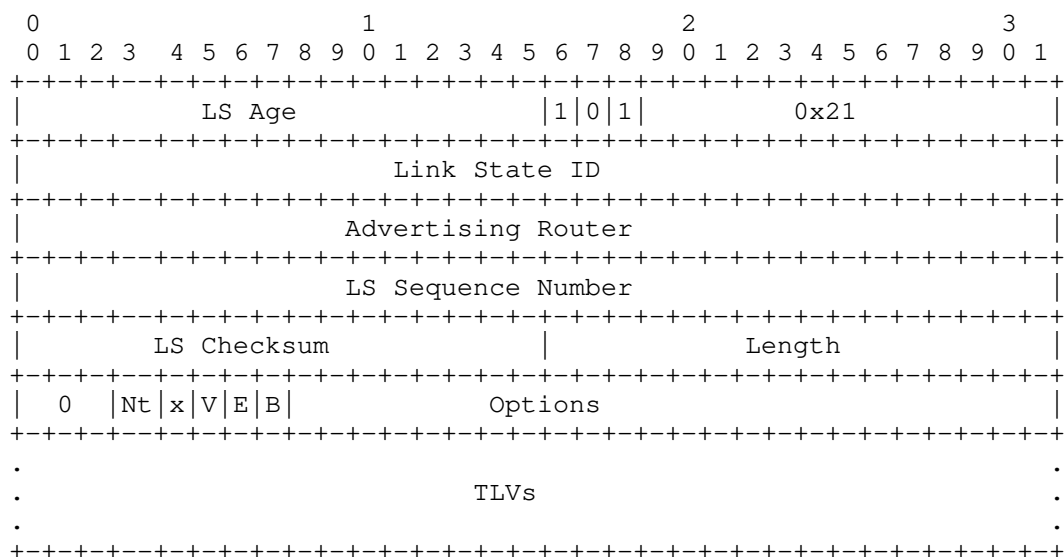 0                   1                   2                   3
0 1 2 3  4 5 6 7 8 9 0 1 2 3 4 5 6 7 8 9 0 1 2 3 4 5 6 7 8 9 0 1
+-+-+-+--+-+-+-+-+-+-+-+-+-+-+-+-+-+-+-+-+-+-+-+-+-+-+-+-+-+-+-+-+
|           LS Age               |1|0|1|         0x21            |
+-+-+-+--+-+-+-+-+-+-+-+-+-+-+-+-+-+-+-+-+-+-+-+-+-+-+-+-+-+-+-+-+
|                       Link State ID                            |
+-+-+-+--+-+-+-+-+-+-+-+-+-+-+-+-+-+-+-+-+-+-+-+-+-+-+-+-+-+-+-+-+
|                    Advertising Router                          |
+-+-+-+--+-+-+-+-+-+-+-+-+-+-+-+-+-+-+-+-+-+-+-+-+-+-+-+-+-+-+-+-+
|                    LS Sequence Number                          |
+-+-+-+--+-+-+-+-+-+-+-+-+-+-+-+-+-+-+-+-+-+-+-+-+-+-+-+-+-+-+-+-+
|        LS Checksum             |            Length             |
+-+-+-+--+-+-+-+-+-+-+-+-+-+-+-+-+-+-+-+-+-+-+-+-+-+-+-+-+-+-+-+-+
|  0  |Nt|x|V|E|B|            Options                            |
+-+-+-+--+-+-+-+-+-+-+-+-+-+-+-+-+-+-+-+-+-+-+-+-+-+-+-+-+-+-+-+-+
.                                                                .
.                            TLVs                                .
.                                                                .
+-+-+-+--+-+-+-+-+-+-+-+-+-+-+-+-+-+-+-+-+-+-+-+-+-+-+-+-+-+-+-+-+